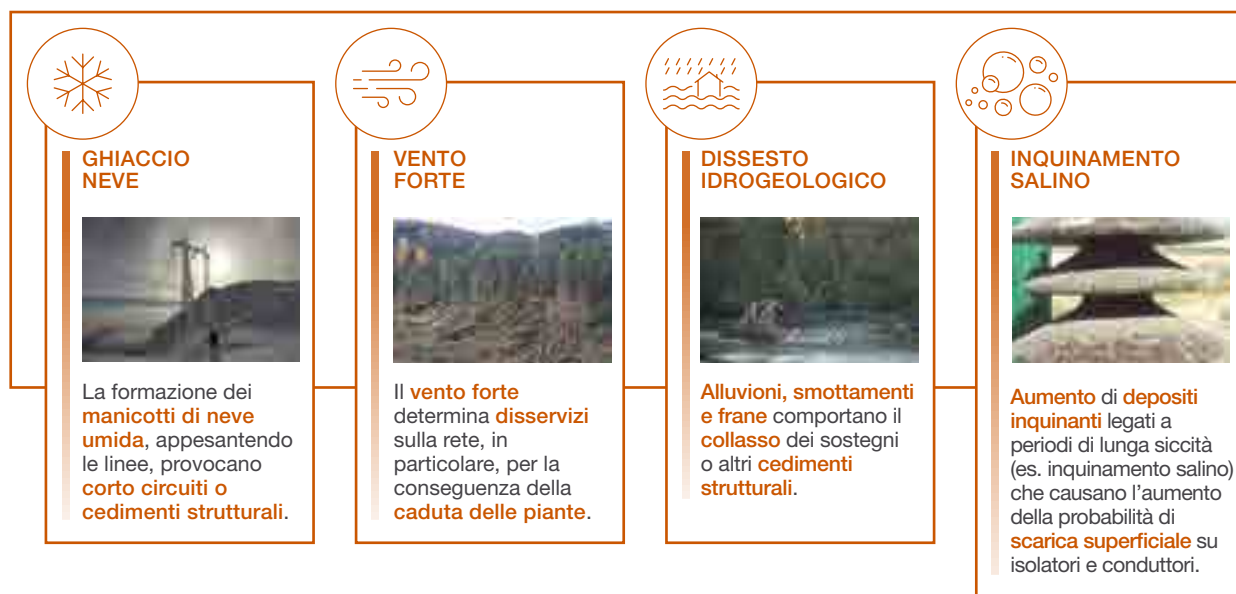 GHIACCIO
NEVE
La formazione dei
manicotti di neve
umida, appesantendo
le linee, provocano
corto circuiti o
cedimenti strutturali.
VENTO
FORTE
Il vento forte
determina disservizi
sulla rete, in
particolare, per la
conseguenza della
caduta delle piante.
DISSESTO
IDROGEOLOGICO
Alluvioni, smottamenti
e frane comportano il
collasso dei sostegni
o altri cedimenti
strutturali.
INQUINAMENTO
SALINO
Aumento di depositi
inquinanti legati a
periodi di lunga siccità
(es. inquinamento salino)
che causano l’aumento
della probabilità di
scarica superficiale su
isolatori e conduttori.